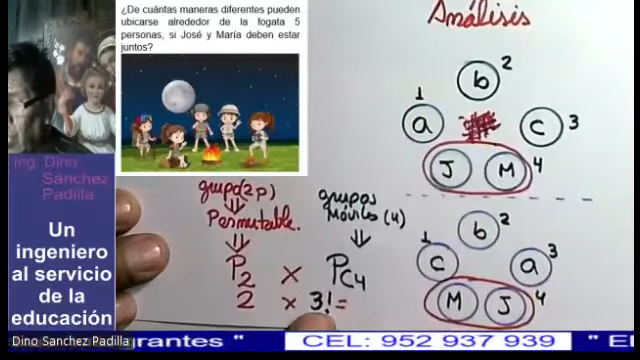 ¿De cuántas maneras diferentes pueden
ubicarse alrededor de la fogata 5
personas, si José y María deben estar
juntos?
Análisis
b 2
1
a
c 3
J M 4
Ing. Dino
Sánchez
Padilla
grupo(2p)
Permutable.
P2 x PC4
2 x 3!=
grupos
Móviles (4)
b 2
1
c
a 3
M J 4
Un
ingeniero
al servicio
de la
educación
Dino Sanchez Padilla
urantes " CEL: 952 937 939 " El